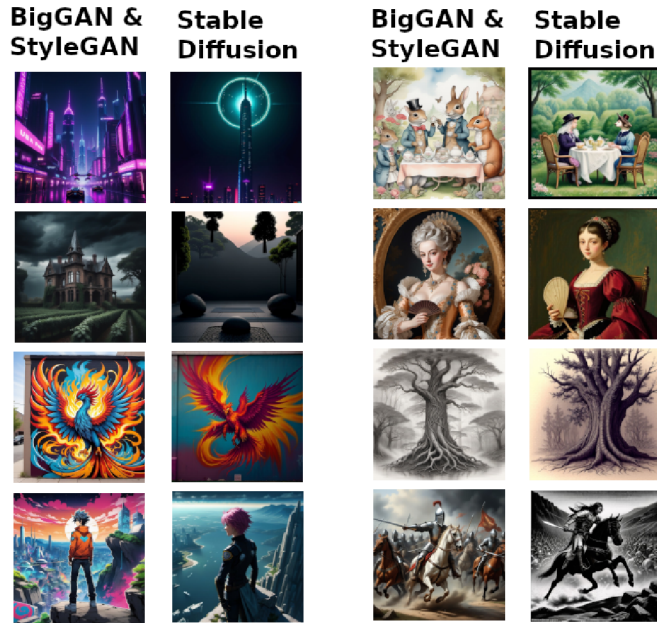 BigGAN &
StyleGAN
Stable
Diffusion
BigGAN &
StyleGAN
Stable
Diffusion